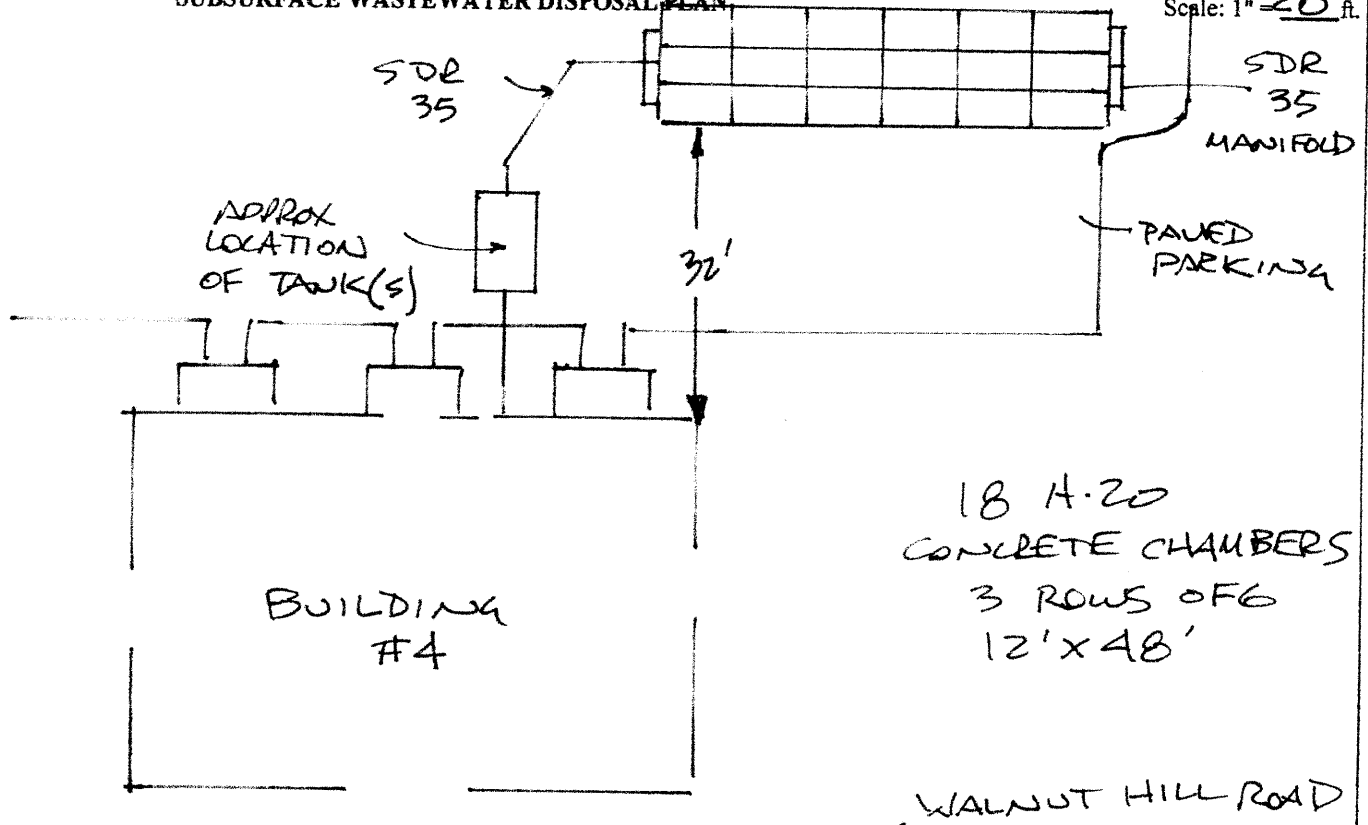 SUBSURFACE WASTEWATER DISPOSAL PLAN
Scale: 1" = 20 ft.
SDR
35
SDR
35
MANIFOLD
APPROX
LOCATION
OF TANK(S)
32'
PAVED
PARKING
18 H-20
CONCRETE CHAMBERS
3 ROWS OF 6
12' X 48'
BUILDING
#4
WALNUT HILL ROAD